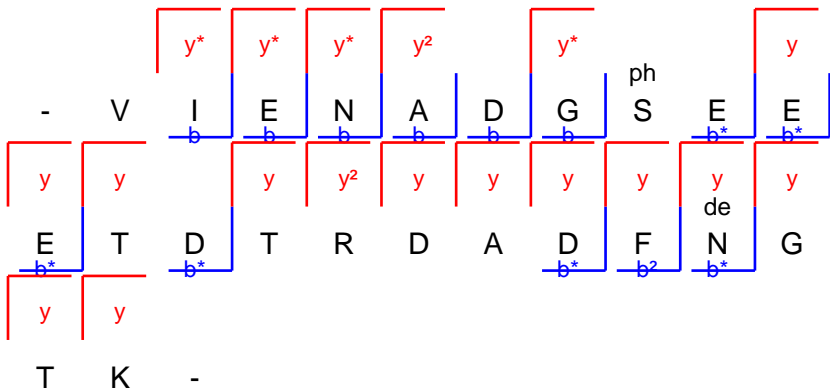 y* y* y* y² y* y
ph
- V I E N A D G S E E
b b b b b b b* b*
y y y y² y y y y y y
de
E T D T R D A D F N G
b* b* b* b² b*
y y
T K -